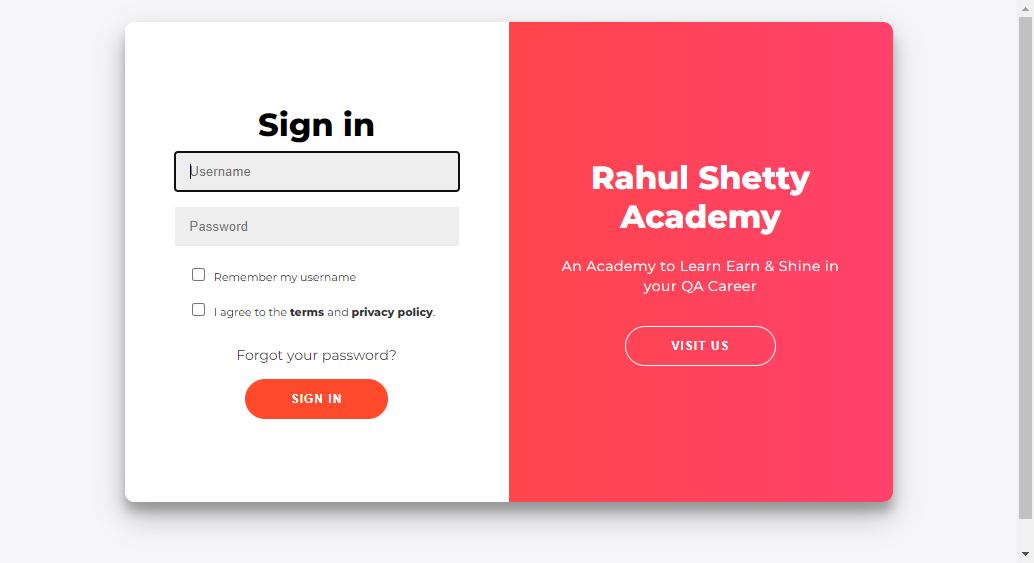 Sign in
Username
Password
Remember my username
I agree to the terms and privacy policy.
Forgot your password?
SIGN IN
Rahul Shetty
Academy
An Academy to Learn Earn & Shine in
your QA Career
VISIT US